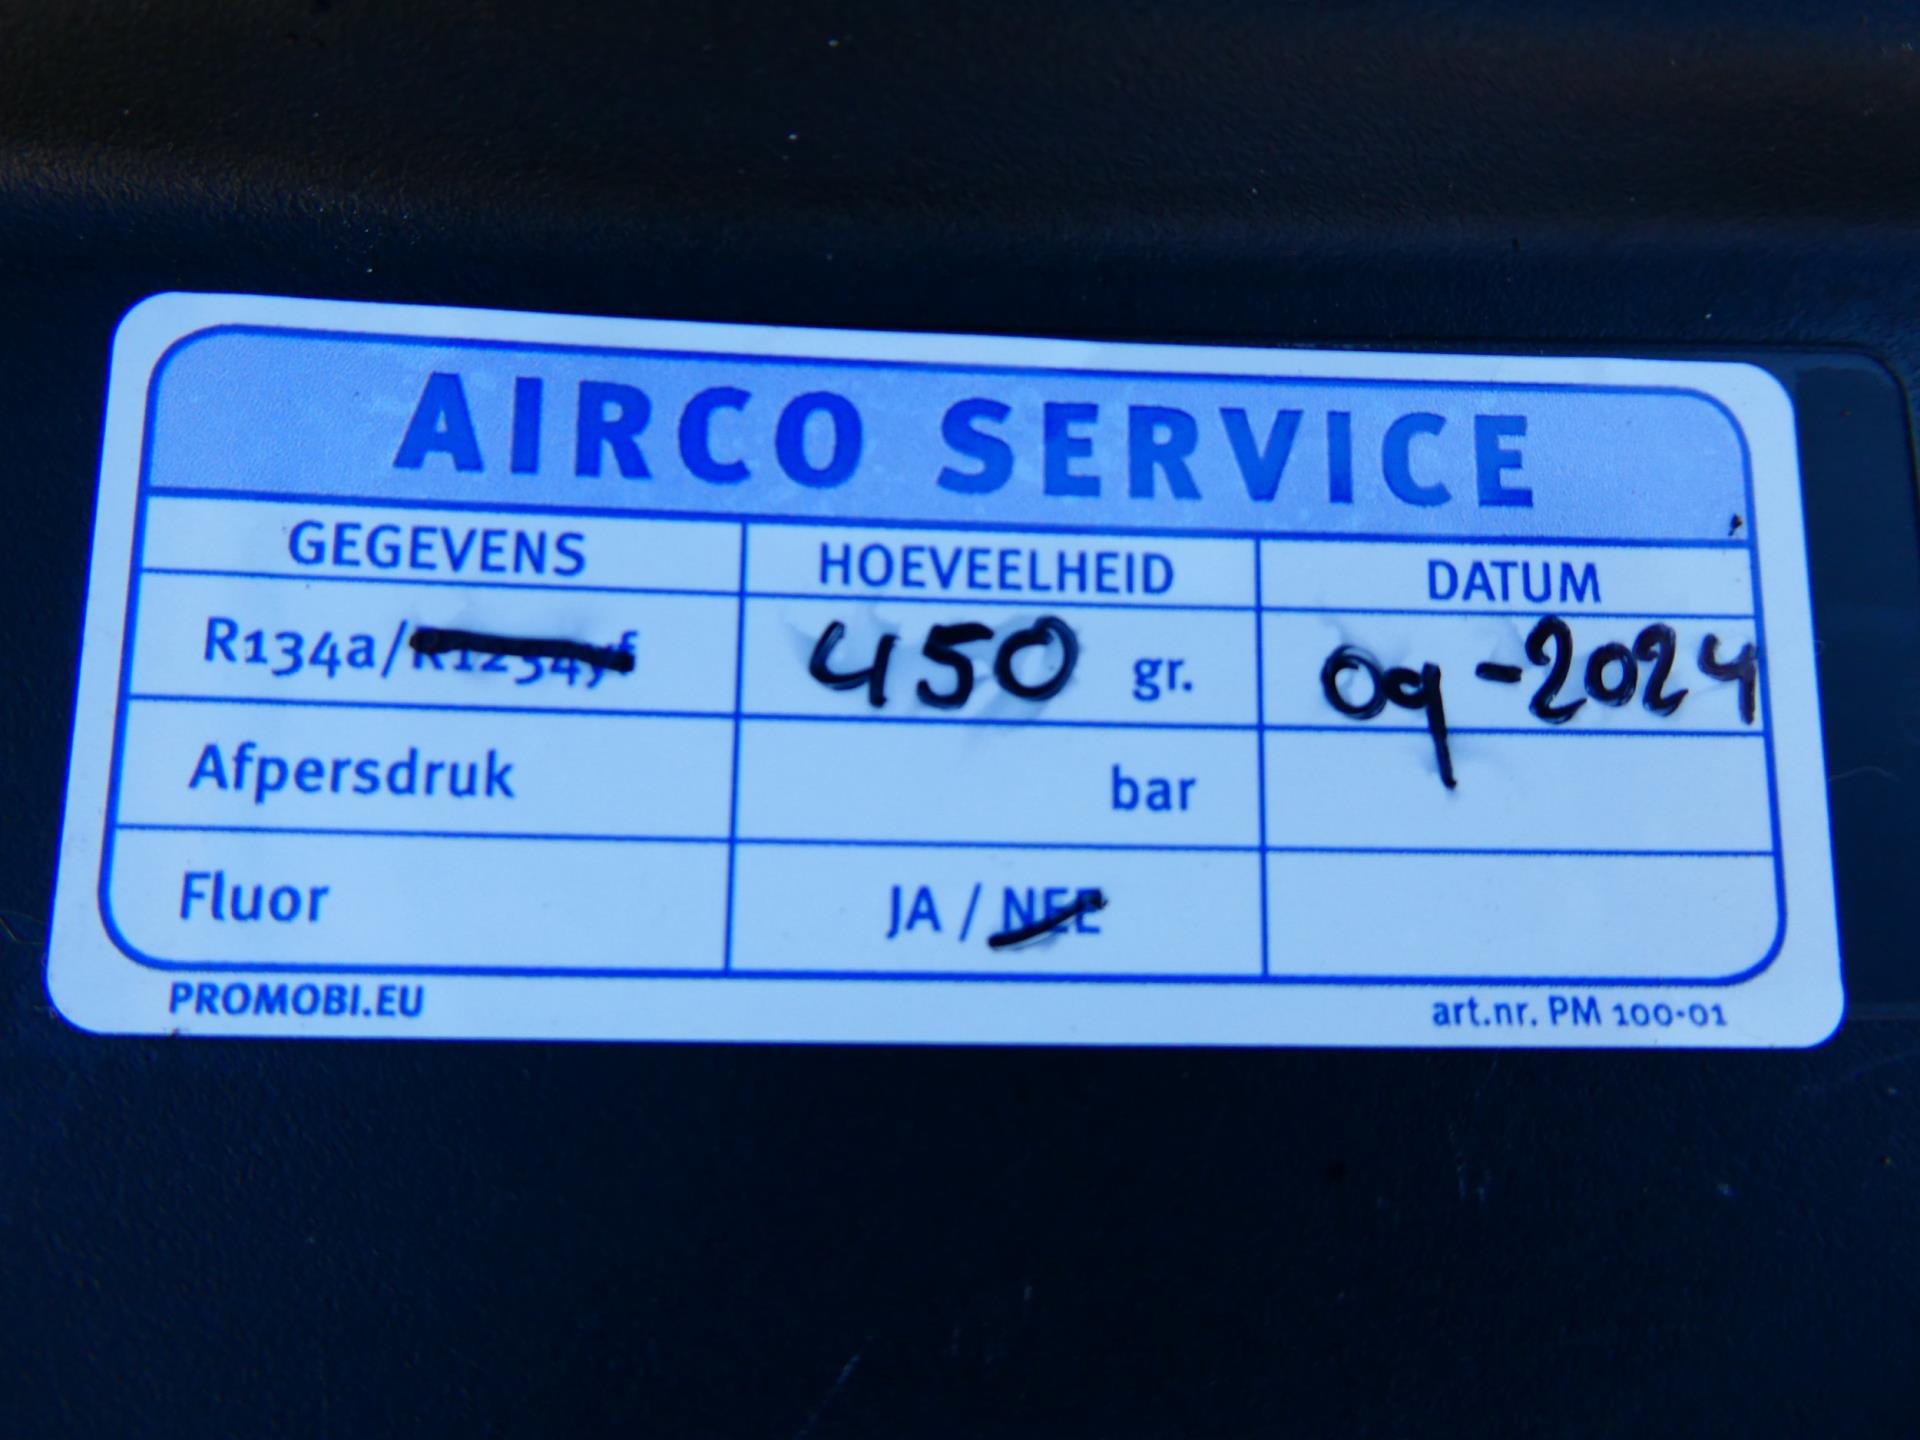 AIRCO SERVICE
GEGEVENS HOEVEELHEID DATUM
R134a/R1234yf 450 gr. 09-2024
Afpersdruk bar
Fluor JA / NEE
PROMOBI.EU art.nr. PM 100-01